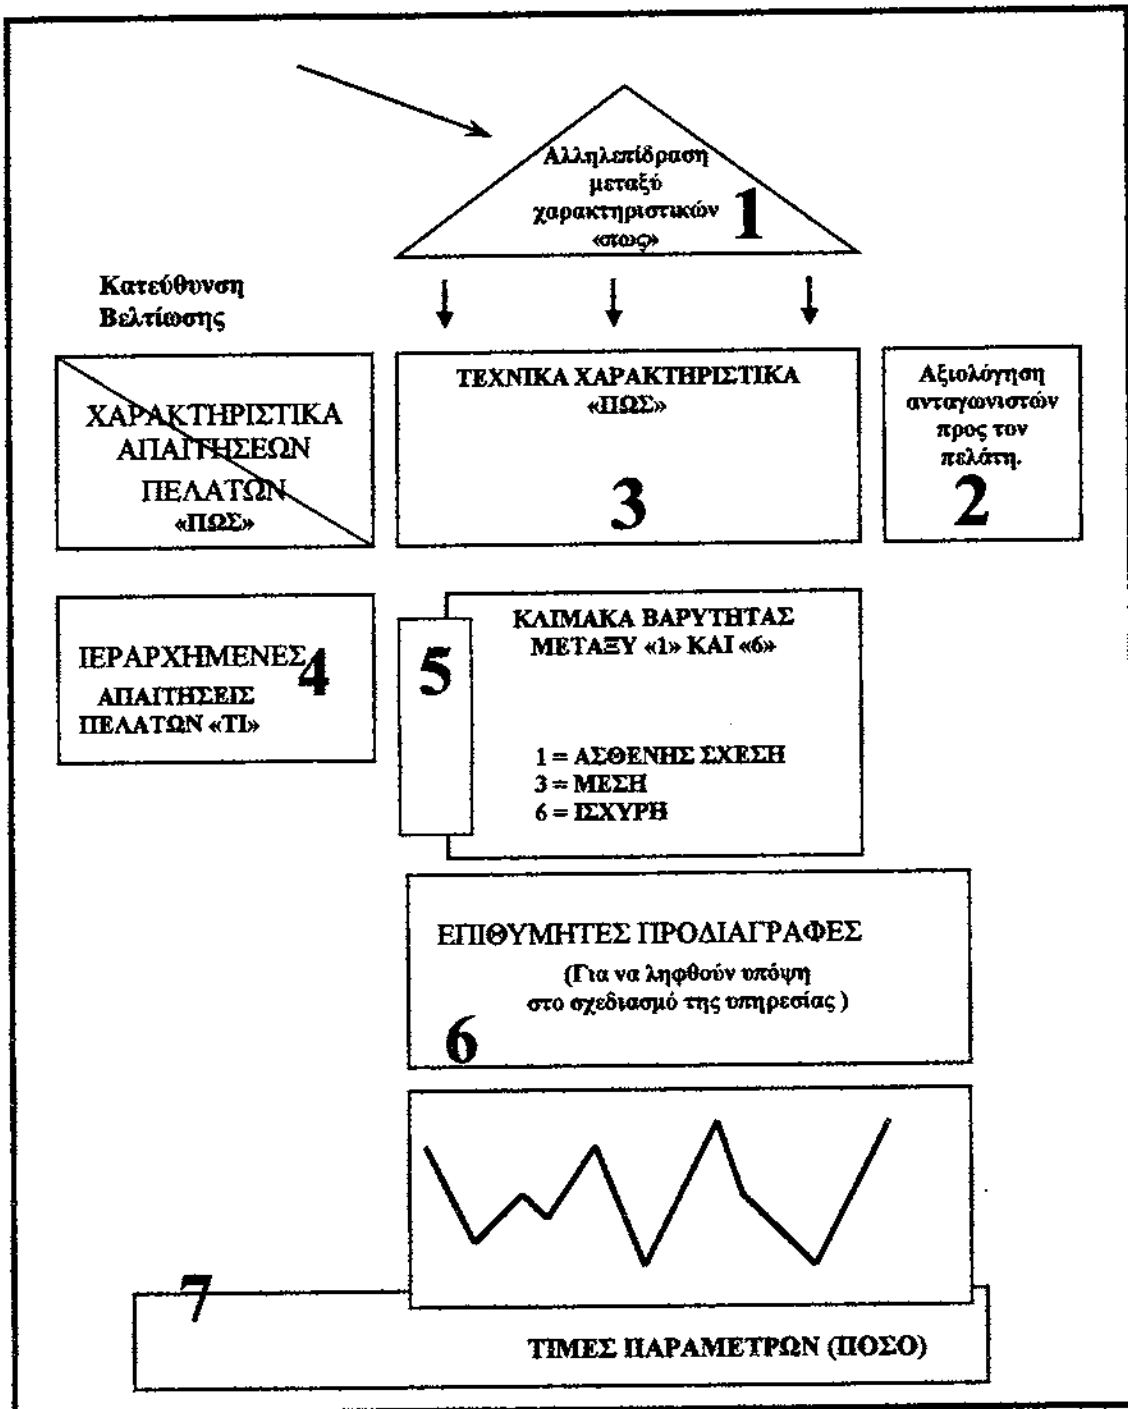 Αλληλεπίδραση
μεταξύ
χαρακτηριστικών
«πως»
1
Κατεύθυνση
Βελτίωσης
ΧΑΡΑΚΤΗΡΙΣΤΙΚΑ
ΑΠΑΙΤΗΣΕΩΝ
ΠΕΛΑΤΩΝ
«ΠΩΣ»
ΤΕΧΝΙΚΑ ΧΑΡΑΚΤΗΡΙΣΤΙΚΑ
«ΠΩΣ»
3
Αξιολόγηση
ανταγωνιστών
προς τον
πελάτη.
2
ΙΕΡΑΡΧΗΜΕΝΕΣ
ΑΠΑΙΤΗΣΕΙΣ
ΠΕΛΑΤΩΝ «ΤΙ»
4
5
ΚΛΙΜΑΚΑ ΒΑΡΥΤΗΤΑΣ
ΜΕΤΑΞΥ «1» ΚΑΙ «6»
1 = ΑΣΘΕΝΗΣ ΣΧΕΣΗ
3 = ΜΕΣΗ
6 = ΙΣΧΥΡΗ
ΕΠΙΘΥΜΗΤΕΣ ΠΡΟΔΙΑΓΡΑΦΕΣ
(Για να ληφθούν υπόψη
στο σχεδιασμό της υπηρεσίας )
6
7
ΤΙΜΕΣ ΠΑΡΑΜΕΤΡΩΝ (ΠΟΣΟ)